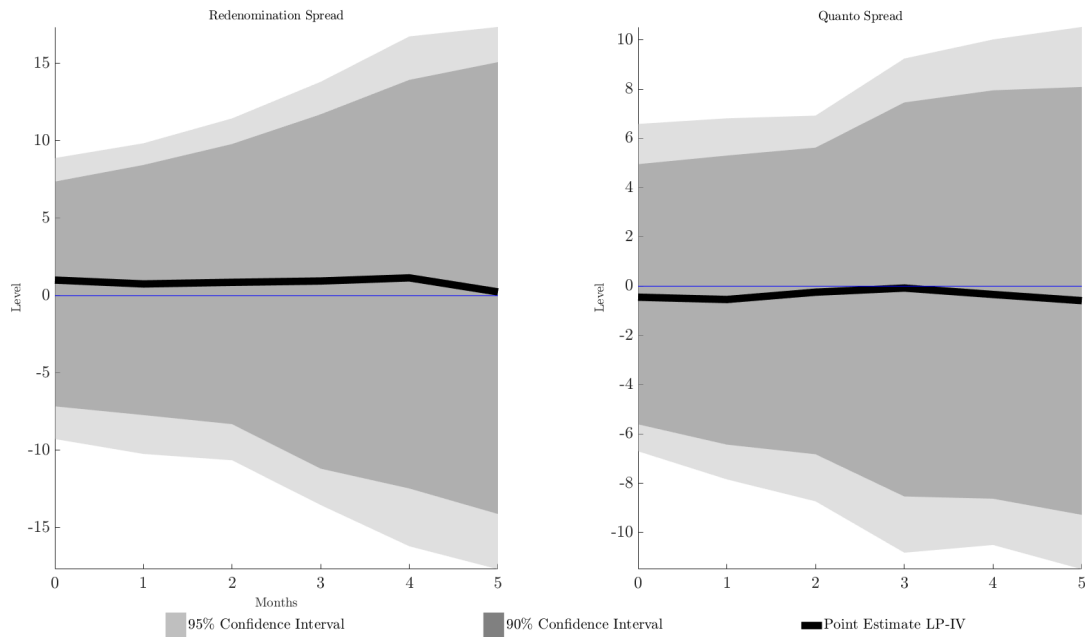 Redenomination Spread
15
10
5
0
-5
-10
-15
Level
0 1 2 3 4 5
Months
Quanto Spread
10
8
6
4
2
0
-2
-4
-6
-8
-10
Level
0 1 2 3 4 5
95% Confidence Interval
90% Confidence Interval
Point Estimate LP-IV